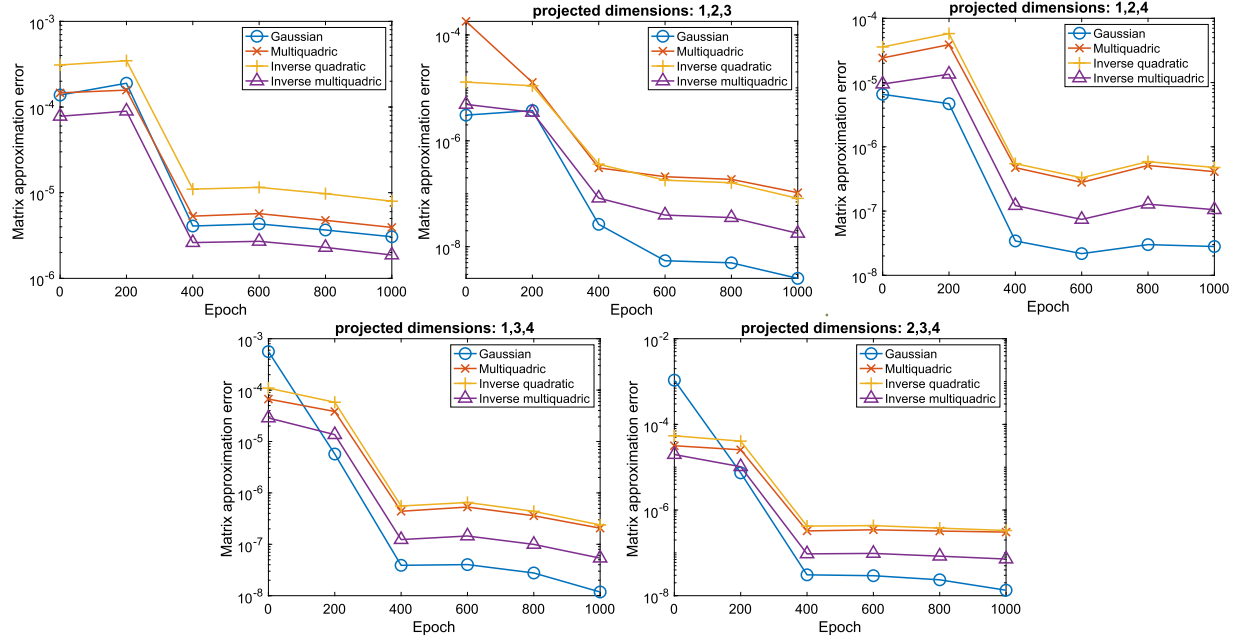 10^-3
10^-4
10^-5
10^-6
Matrix approximation error
0 200 400 600 800 1000
Epoch
Gaussian
Multiquadric
Inverse quadratic
Inverse multiquadric
projected dimensions: 1,2,3
10^-4
10^-6
10^-8
Matrix approximation error
0 200 400 600 800 1000
Epoch
Gaussian
Multiquadric
Inverse quadratic
Inverse multiquadric
projected dimensions: 1,2,4
10^-4
10^-5
10^-6
10^-7
10^-8
Matrix approximation error
0 200 400 600 800 1000
Epoch
Gaussian
Multiquadric
Inverse quadratic
Inverse multiquadric
projected dimensions: 1,3,4
10^-3
10^-4
10^-5
10^-6
10^-7
10^-8
Matrix approximation error
0 200 400 600 800 1000
Epoch
Gaussian
Multiquadric
Inverse quadratic
Inverse multiquadric
projected dimensions: 2,3,4
10^-2
10^-4
10^-6
10^-8
Matrix approximation error
0 200 400 600 800 1000
Epoch
Gaussian
Multiquadric
Inverse quadratic
Inverse multiquadric